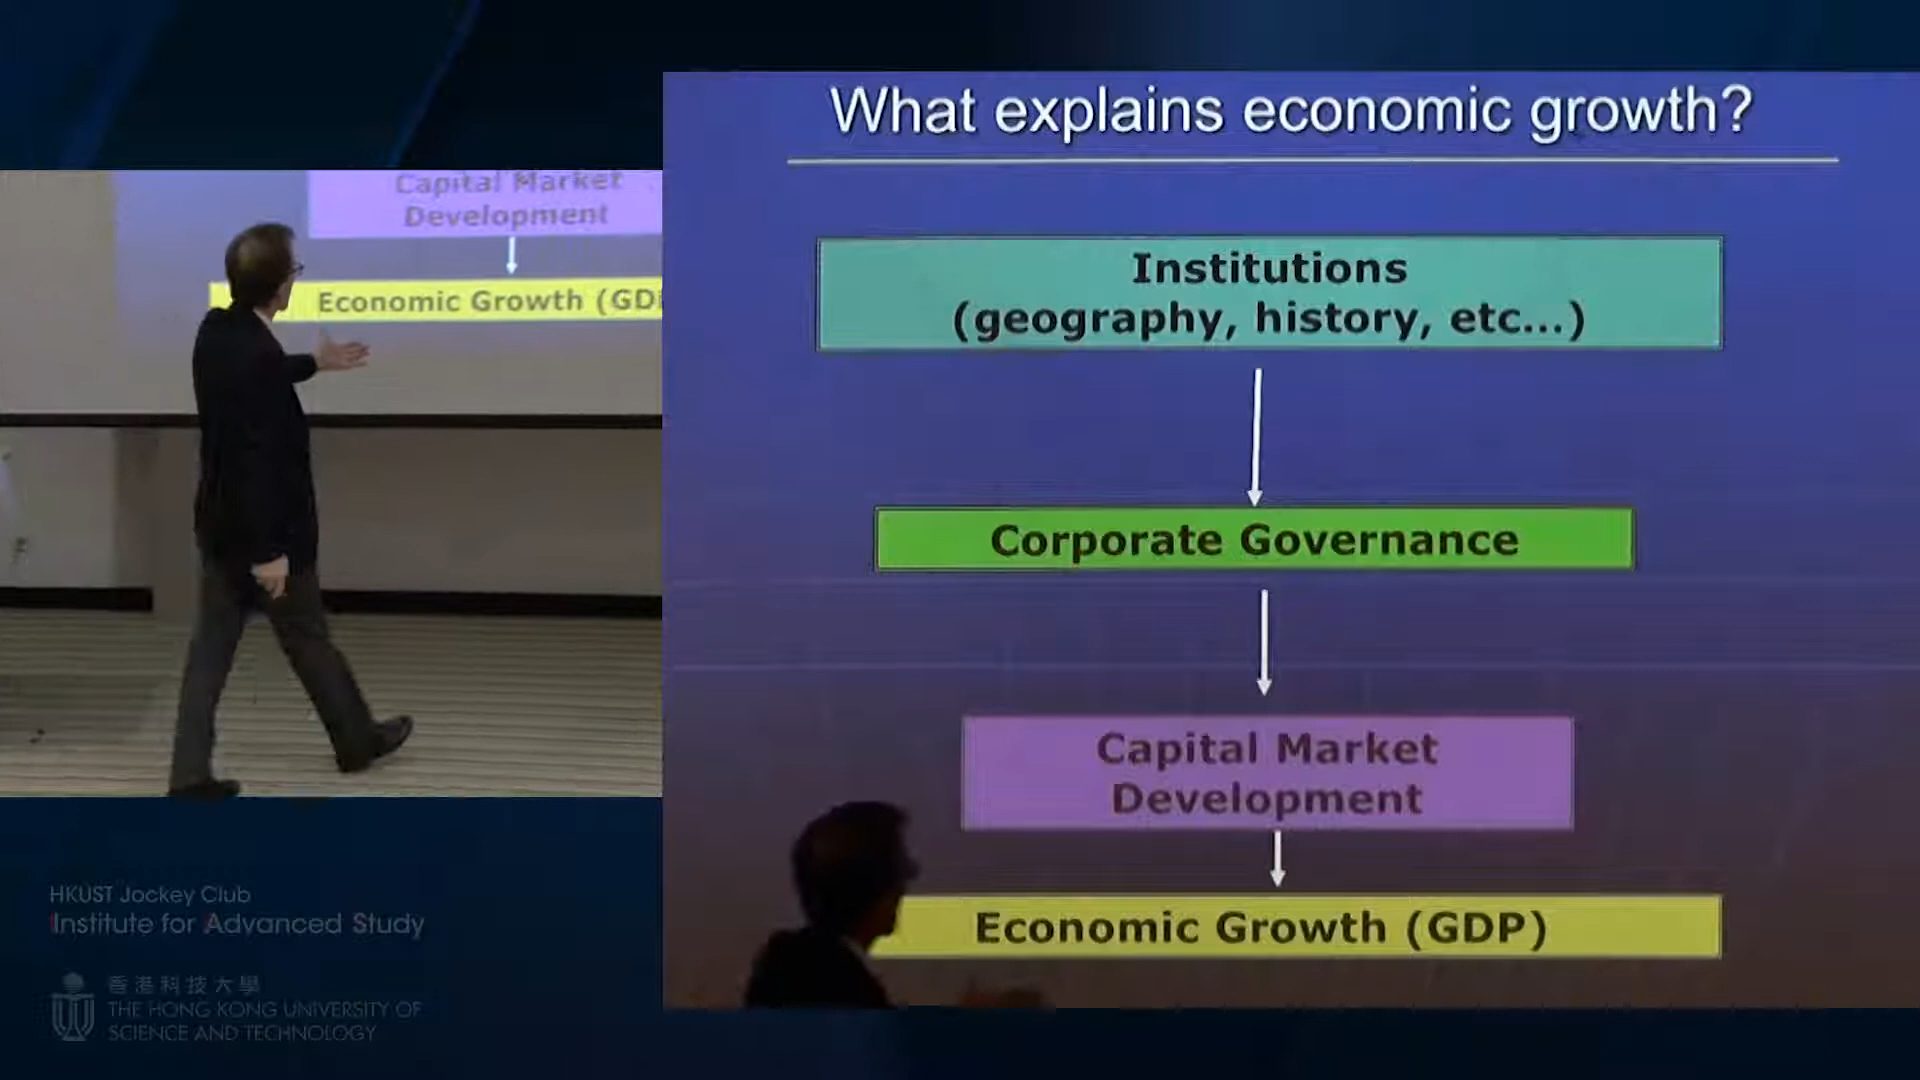 What explains economic growth?
Institutions
(geography, history, etc...)
Corporate Governance
Capital Market
Development
Economic Growth (GDP)
Capital Market
Development
Economic Growth (GD
HKUST Jockey Club
Institute for Advanced Study
香港科技大學
THE HONG KONG UNIVERSITY OF
SCIENCE AND TECHNOLOGY